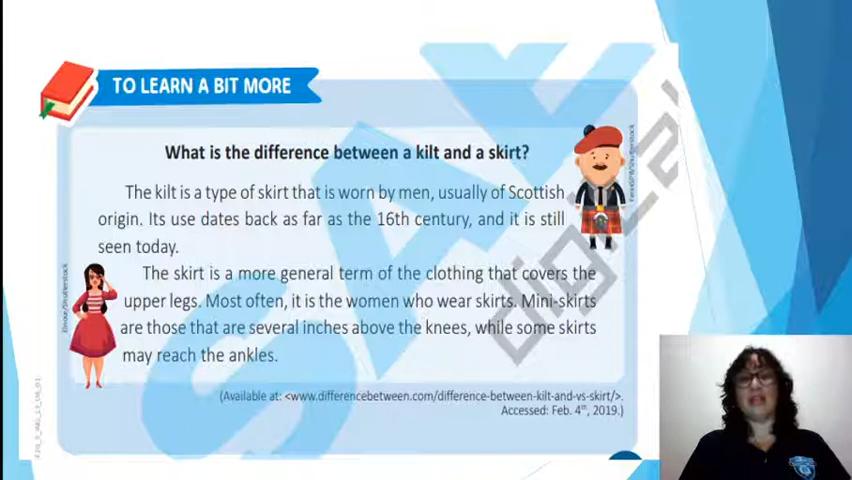 TO LEARN A BIT MORE
What is the difference between a kilt and a skirt?
The kilt is a type of skirt that is worn by men, usually of Scottish
origin. Its use dates back as far as the 16th century, and it is still
seen today.
The skirt is a more general term of the clothing that covers the
upper legs. Most often, it is the women who wear skirts. Mini-skirts
are those that are several inches above the knees, while some skirts
may reach the ankles.
(Available at: <www.differencebetween.com/difference-between-kilt-and-vs-skirt/>.
Accessed: Feb. 4th, 2019.)
SAE
digital